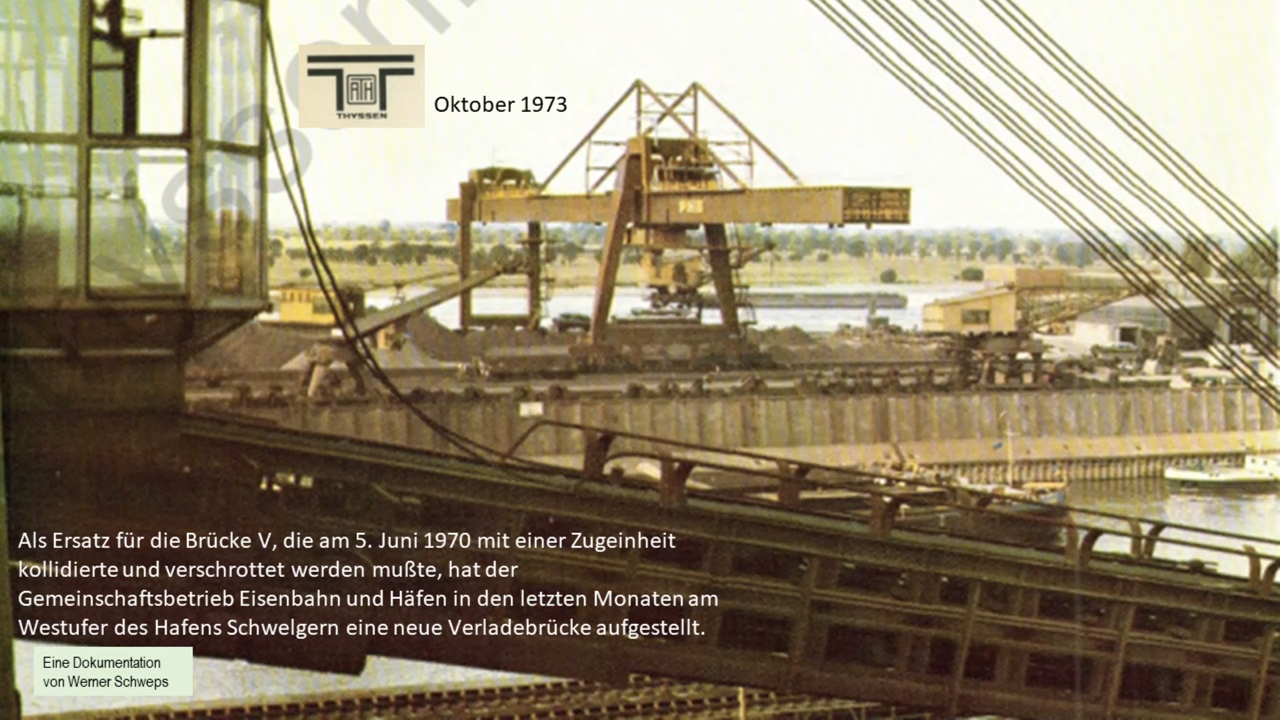 ATH
THYSSEN
Oktober 1973
PHB
Als Ersatz für die Brücke V, die am 5. Juni 1970 mit einer Zugeinheit
kollidierte und verschrottet werden mußte, hat der
Gemeinschaftsbetrieb Eisenbahn und Häfen in den letzten Monaten am
Westufer des Hafens Schwelgern eine neue Verladebrücke aufgestellt.
Eine Dokumentation
von Werner Schweps